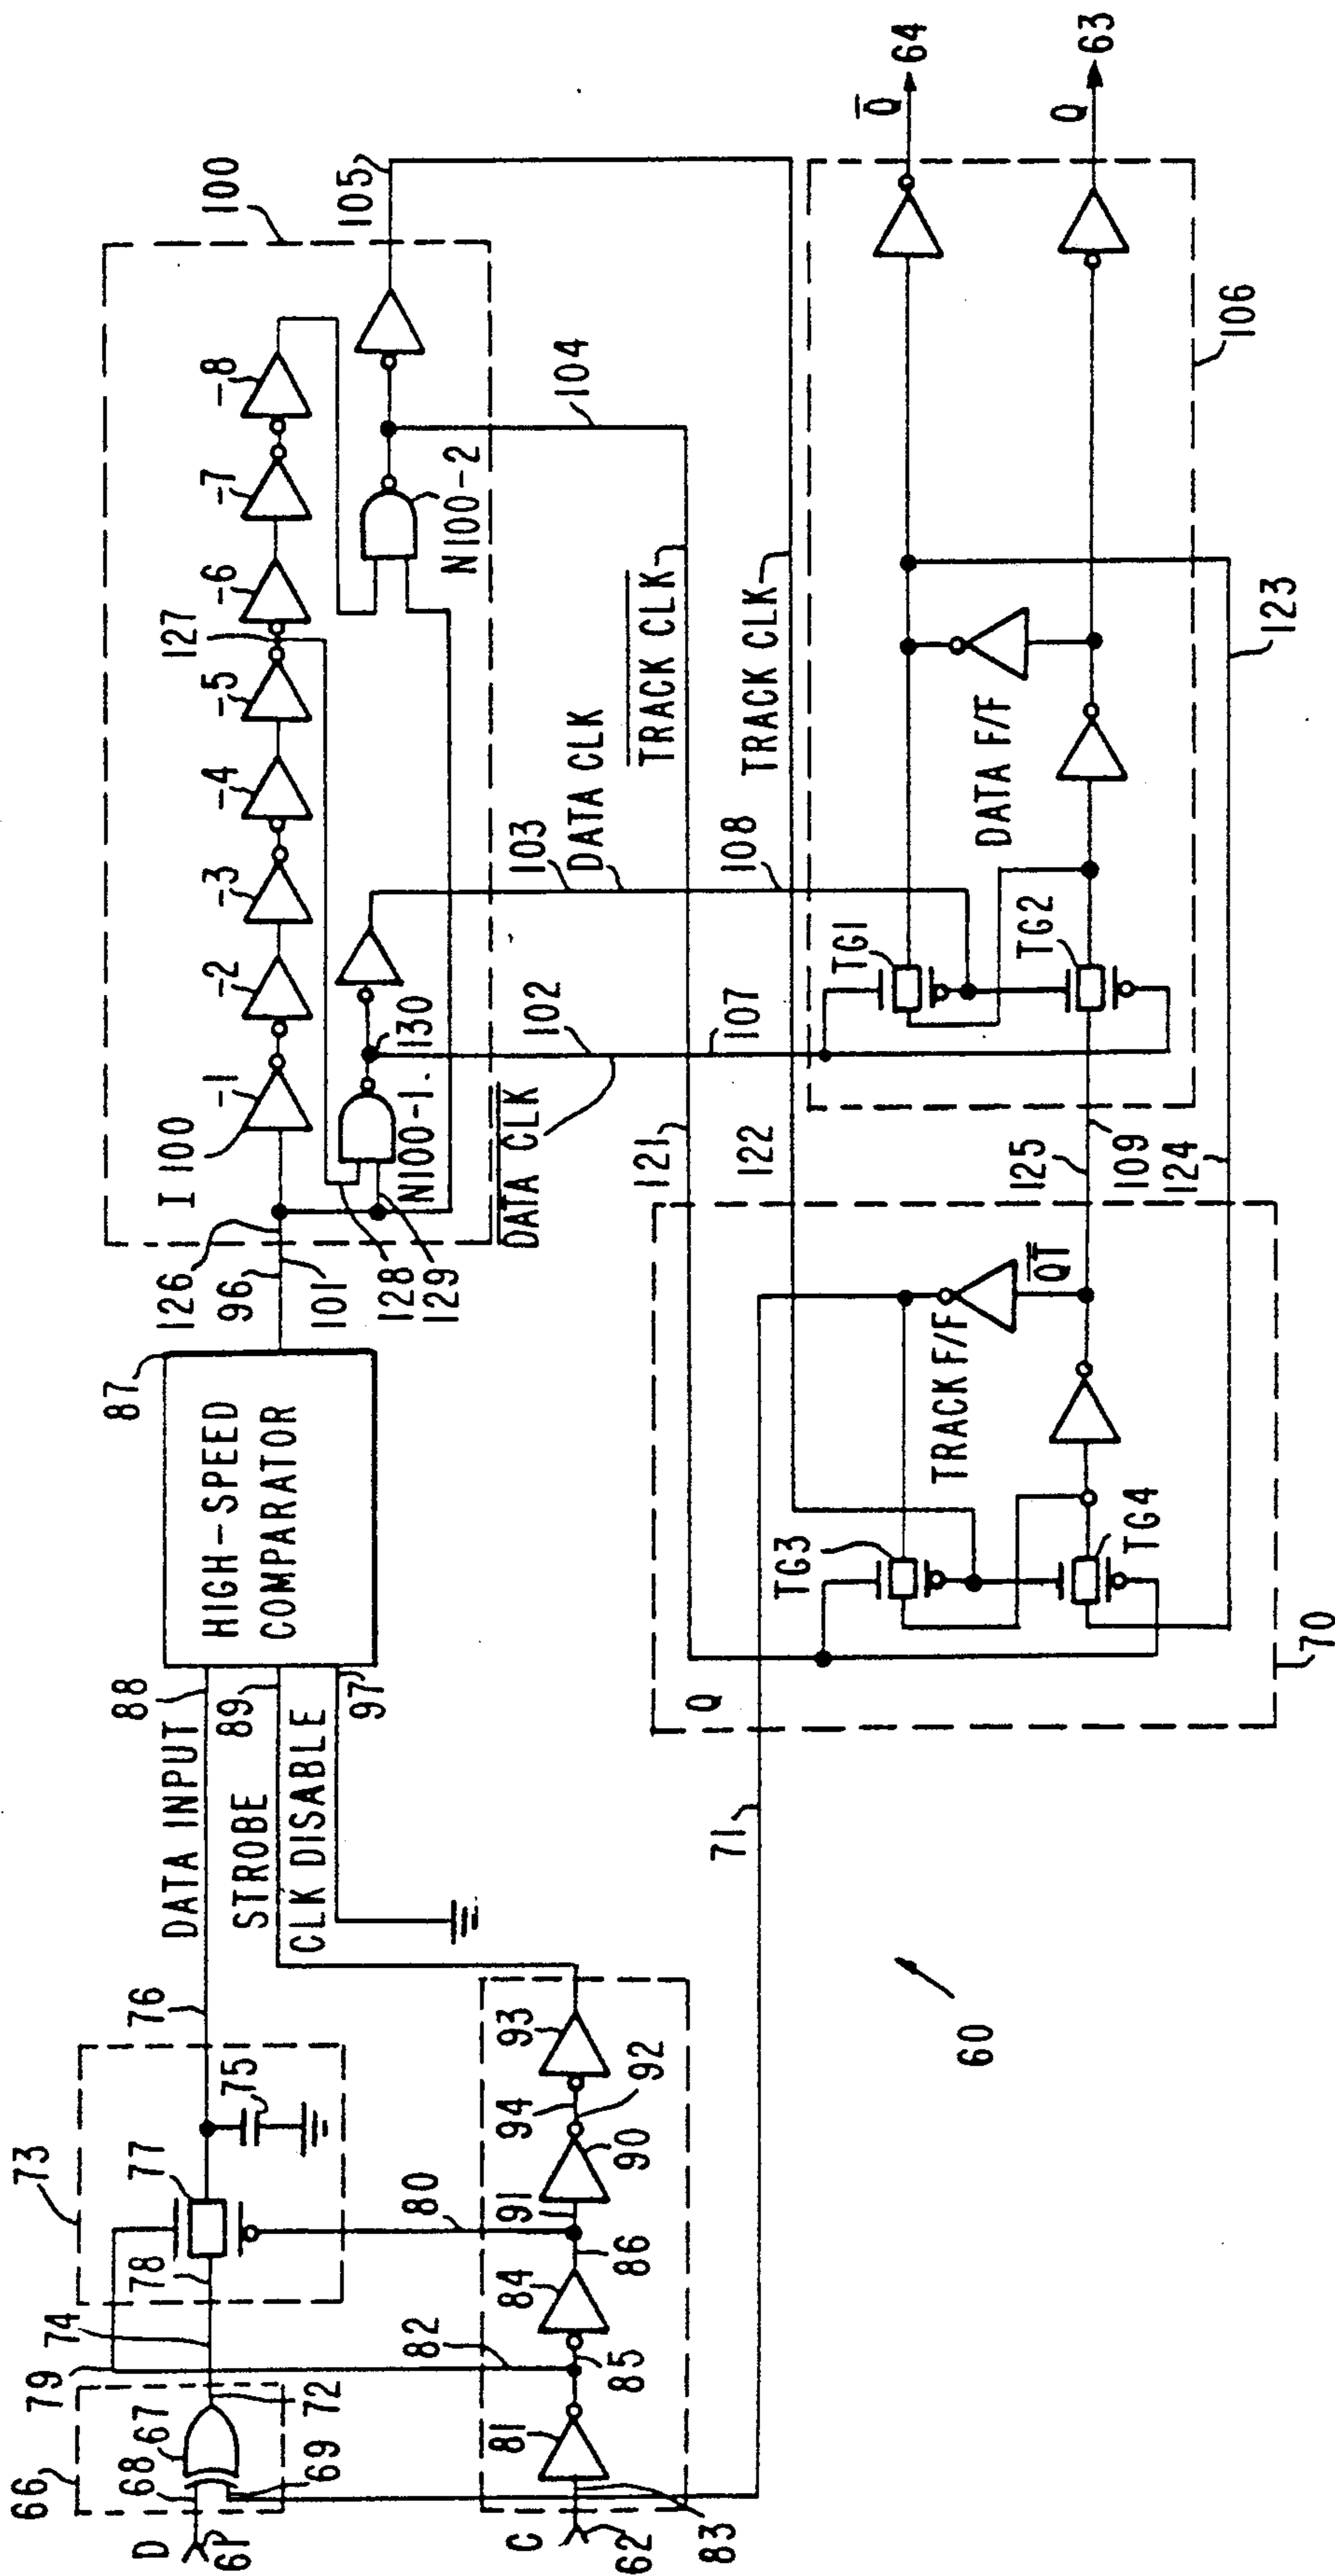 73
66
79
74
77
75
76
DATA INPUT
88
87
HIGH-SPEED
COMPARATOR
D
68
67
61
72
69
78
STROBE
89
CLK DISABLE
97
82
80
C
62
83
81
85
84
86
91
90
94
92
93
126
96
101
128
129
I 100
-1
-2
-3
-4
-5
127
-6
-7
-8
100
N100-1.
130
N100-2
105
DATA CLK
102
103
DATA CLK
104
TRACK CLK
TRACK CLK
107
108
121
122
71
Q
TG3
TG4
TRACK F/F
QT
70
125
109
124
123
TG1
TG2
DATA F/F
106
Q
64
Q
63
60